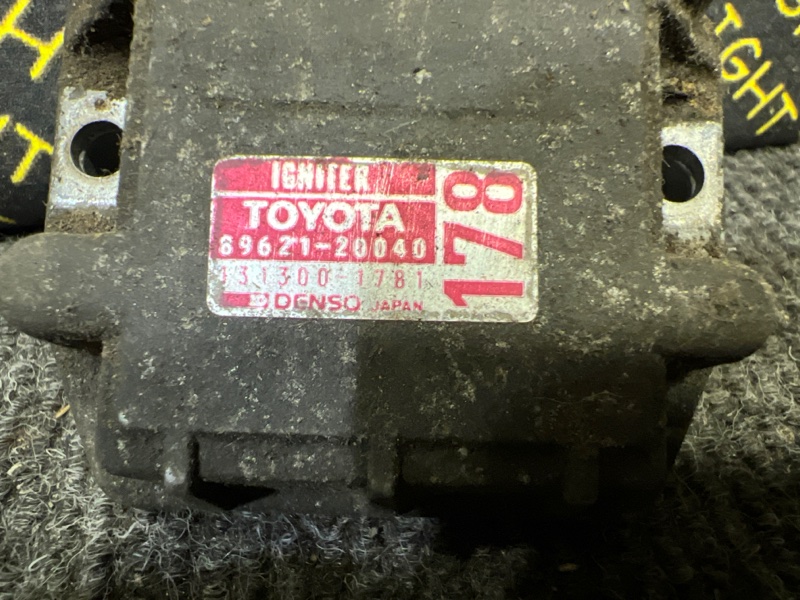 IGNITER
TOYOTA
89621-20040
131300-1781
DENSO JAPAN
178